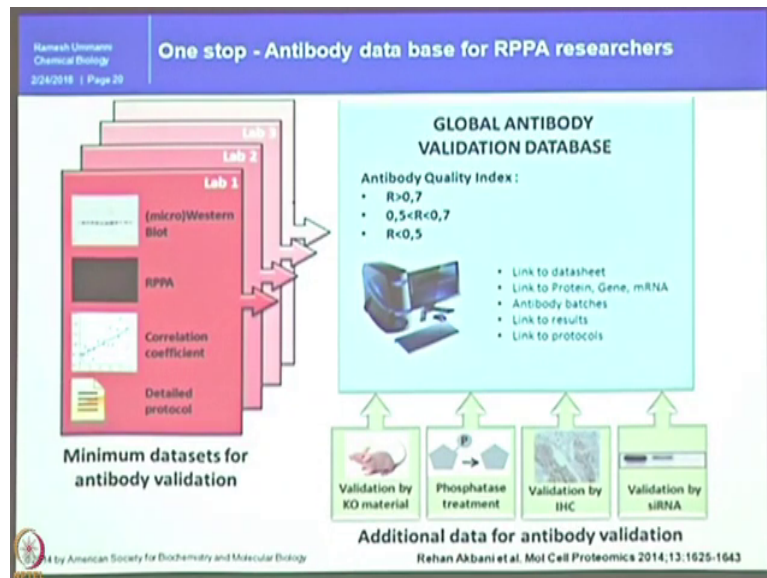 Ramesh Ummanni
Chemical Biology
2/24/2018 | Page 20
One stop - Antibody data base for RPPA researchers
Lab 3
Lab 2
Lab 1
(micro)Western
Blot
RPPA
Correlation
coefficient
Detailed
protocol
Minimum datasets for
antibody validation
GLOBAL ANTIBODY
VALIDATION DATABASE
Antibody Quality Index :
• R>0,7
• 0,5<R<0,7
• R<0,5
• Link to datasheet
• Link to Protein, Gene, mRNA
• Antibody batches
• Link to results
• Link to protocols
Validation by
KO material
P
Phosphatase
treatment
Validation by
IHC
Validation by
siRNA
Additional data for antibody validation
by American Society for Biochemistry and Molecular Biology
Rehan Akbani et al. Mol Cell Proteomics 2014;13:1625-1643